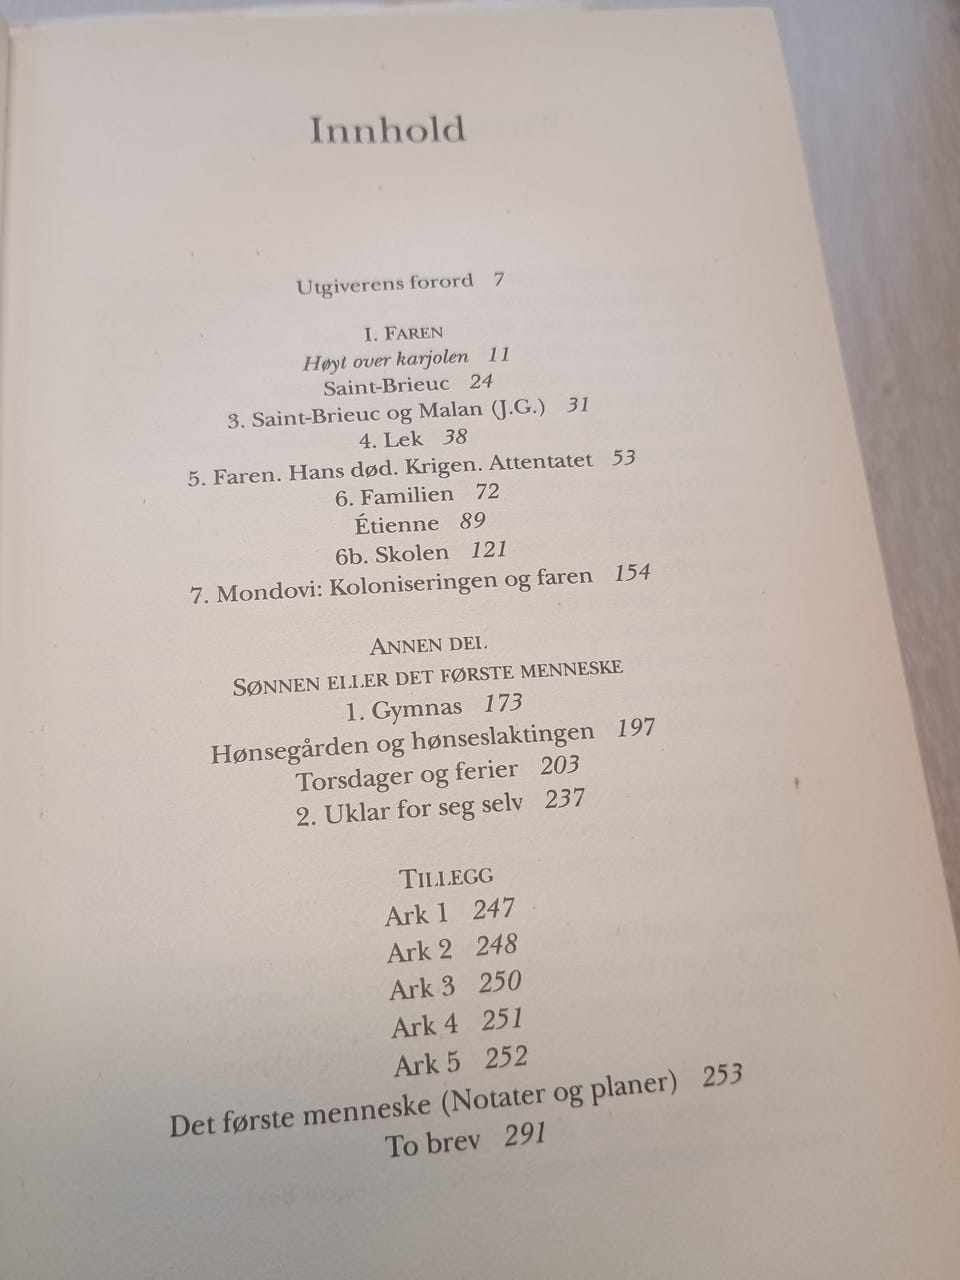 Innhold
Utgiverens forord 7
I. FAREN
Høyt over karjolen 11
Saint-Brieuc 24
3. Saint-Brieuc og Malan (J.G.) 31
4. Lek 38
5. Faren. Hans død. Krigen. Attentatet 53
6. Familien 72
Étienne 89
6b. Skolen 121
7. Mondovi: Koloniseringen og faren 154
ANNEN DEL
SØNNEN ELLER DET FØRSTE MENNESKE
1. Gymnas 173
Hønsegården og hønseslaktingen 197
Torsdager og ferier 203
2. Uklar for seg selv 237
TILLEGG
Ark 1 247
Ark 2 248
Ark 3 250
Ark 4 251
Ark 5 252
Det første menneske (Notater og planer) 253
To brev 291